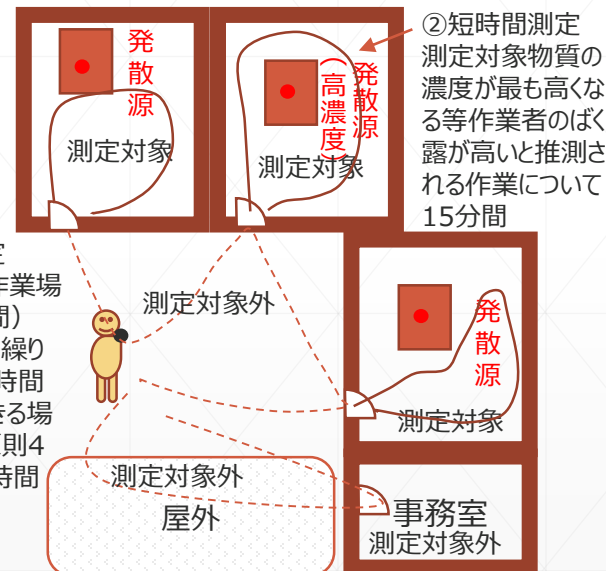 ②短時間測定
測定対象物質の
濃度が最も高くな
る等作業者のばく
露が高いと推測さ
れる作業について
15分間
発散源
測定対象
発散源
(高濃度)
測定対象
定
作業場
間)
繰り
時間
きる場
則4
時間
測定対象外
発散源
測定対象
測定対象外
屋外
事務室
測定対象外